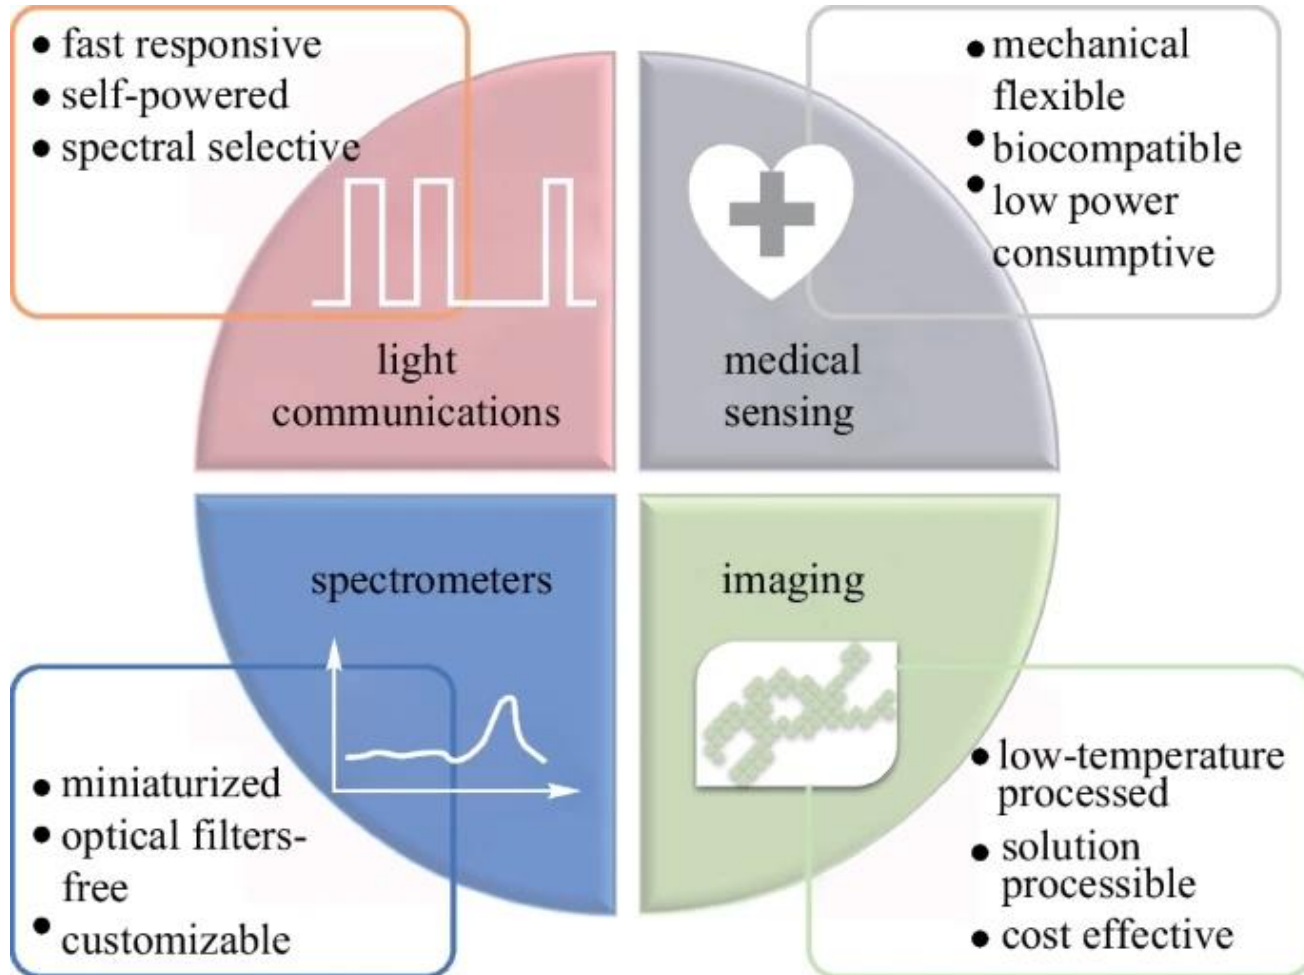 • fast responsive
• self-powered
• spectral selective
light
communications
• mechanical
flexible
• biocompatible
• low power
consumptive
medical
sensing
spectrometers
• miniaturized
• optical filters-
free
• customizable
imaging
• low-temperature
processed
• solution
processible
• cost effective